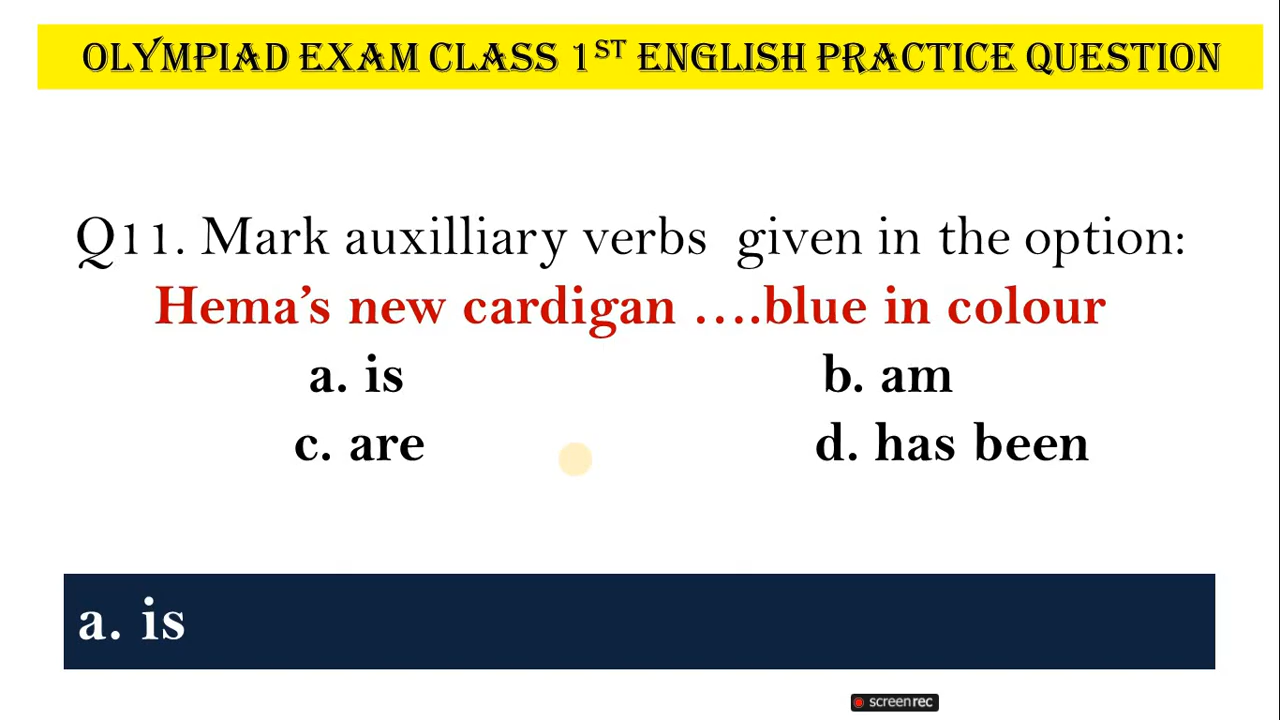 OLYMPIAD EXAM CLASS 1ST ENGLISH PRACTICE QUESTION
Q11. Mark auxilliary verbs given in the option:
Hema’s new cardigan ….blue in colour
a. is b. am
c. are d. has been
a. is
screenrec